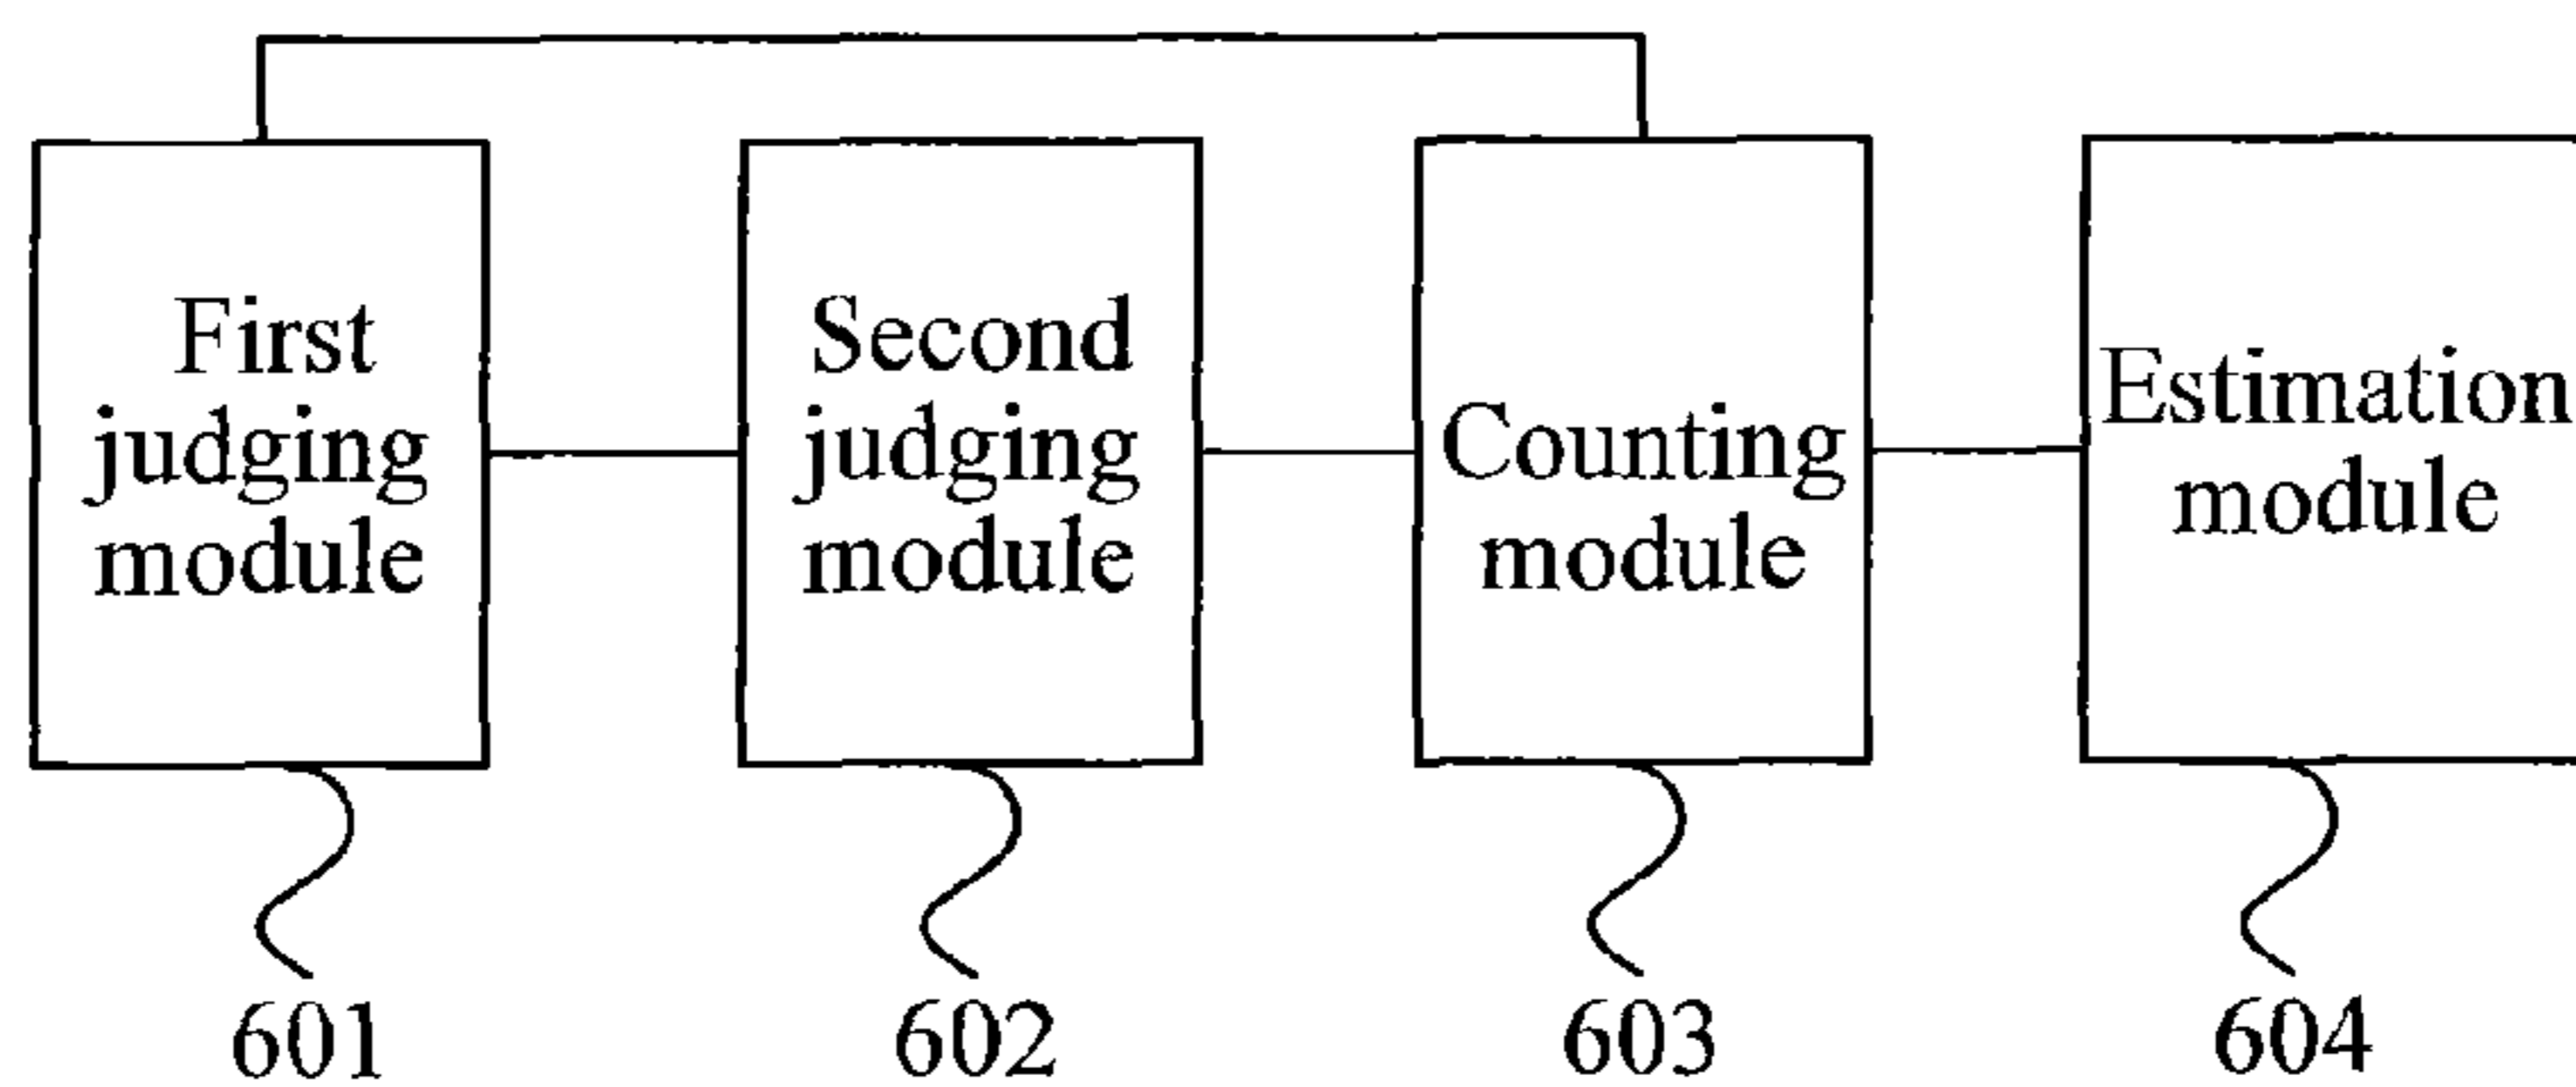 First
judging
module
Second
judging
module
Counting
module
Estimation
module
601
602
603
604